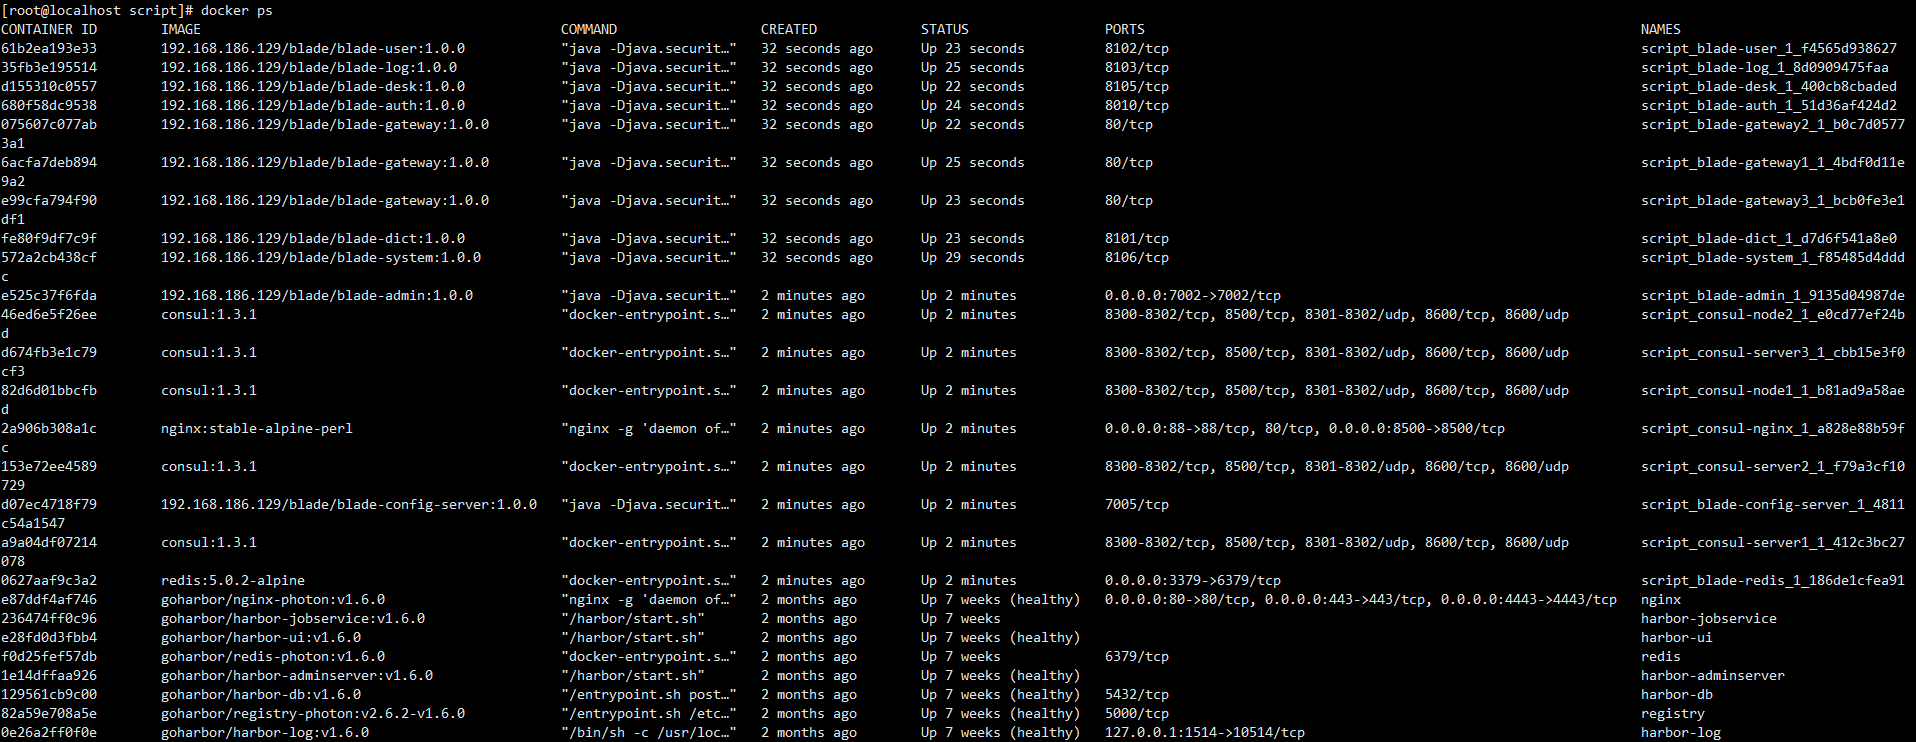 [root@localhost script]# docker ps
CONTAINER ID        IMAGE                                          COMMAND                  CREATED             STATUS                 PORTS                                                              NAMES
61b2ea193e33        192.168.186.129/blade/blade-user:1.0.0            "java -Djava.securit…"   32 seconds ago      Up 23 seconds          8102/tcp                                                           script_blade-user_1_f4565d938627
35fb3e195514        192.168.186.129/blade/blade-log:1.0.0             "java -Djava.securit…"   32 seconds ago      Up 25 seconds          8103/tcp                                                           script_blade-log_1_8d0909475faa
d155310c0557        192.168.186.129/blade/blade-desk:1.0.0            "java -Djava.securit…"   32 seconds ago      Up 22 seconds          8105/tcp                                                           script_blade-desk_1_400cb8cbaded
680f58dc9538        192.168.186.129/blade/blade-auth:1.0.0            "java -Djava.securit…"   32 seconds ago      Up 24 seconds          8010/tcp                                                           script_blade-auth_1_51d36af424d2
075607c077ab        192.168.186.129/blade/blade-gateway:1.0.0         "java -Djava.securit…"   32 seconds ago      Up 22 seconds          80/tcp                                                             script_blade-gateway2_1_b0c7d0577
3a1
6acfa7deb894        192.168.186.129/blade/blade-gateway:1.0.0         "java -Djava.securit…"   32 seconds ago      Up 25 seconds          80/tcp                                                             script_blade-gateway1_1_4bdf0d11e
9a2
e99cfa794f90        192.168.186.129/blade/blade-gateway:1.0.0         "java -Djava.securit…"   32 seconds ago      Up 23 seconds          80/tcp                                                             script_blade-gateway3_1_bcb0fe3e1
df1
fe80f9df7c9f        192.168.186.129/blade/blade-dict:1.0.0            "java -Djava.securit…"   32 seconds ago      Up 23 seconds          8101/tcp                                                           script_blade-dict_1_d7d6f541a8e0
572a2cb438cf        192.168.186.129/blade/blade-system:1.0.0          "java -Djava.securit…"   32 seconds ago      Up 29 seconds          8106/tcp                                                           script_blade-system_1_f85485d4ddd
c
e525c37f6fda        192.168.186.129/blade/blade-admin:1.0.0           "java -Djava.securit…"   2 minutes ago       Up 2 minutes           0.0.0.0:7002->7002/tcp                                             script_blade-admin_1_9135d04987de
46ed6e5f26ee        consul:1.3.1                                      "docker-entrypoint.s…"   2 minutes ago       Up 2 minutes           8300-8302/tcp, 8500/tcp, 8301-8302/udp, 8600/tcp, 8600/udp         script_consul-node2_1_e0cd77ef24b
d
d674fb3e1c79        consul:1.3.1                                      "docker-entrypoint.s…"   2 minutes ago       Up 2 minutes           8300-8302/tcp, 8500/tcp, 8301-8302/udp, 8600/tcp, 8600/udp         script_consul-server3_1_cbb15e3f0
cf3
82d6d01bbcfb        consul:1.3.1                                      "docker-entrypoint.s…"   2 minutes ago       Up 2 minutes           8300-8302/tcp, 8500/tcp, 8301-8302/udp, 8600/tcp, 8600/udp         script_consul-node1_1_b81ad9a58ae
d
2a906b308a1c        nginx:stable-alpine-perl                          "nginx -g 'daemon of…"   2 minutes ago       Up 2 minutes           0.0.0.0:88->88/tcp, 80/tcp, 0.0.0.0:8500->8500/tcp                 script_consul-nginx_1_a828e88b59f
c
153e72ee4589        consul:1.3.1                                      "docker-entrypoint.s…"   2 minutes ago       Up 2 minutes           8300-8302/tcp, 8500/tcp, 8301-8302/udp, 8600/tcp, 8600/udp         script_consul-server2_1_f79a3cf10
729
d07ec4718f79        192.168.186.129/blade/blade-config-server:1.0.0   "java -Djava.securit…"   2 minutes ago       Up 2 minutes           7005/tcp                                                           script_blade-config-server_1_4811
c54a1547
a9a04df07214        consul:1.3.1                                      "docker-entrypoint.s…"   2 minutes ago       Up 2 minutes           8300-8302/tcp, 8500/tcp, 8301-8302/udp, 8600/tcp, 8600/udp         script_consul-server1_1_412c3bc27
078
0627aaf9c3a2        redis:5.0.2-alpine                                "docker-entrypoint.s…"   2 minutes ago       Up 2 minutes           0.0.0.0:3379->6379/tcp                                             script_blade-redis_1_186de1cfea91
e87ddf4af746        goharbor/nginx-photon:v1.6.0                      "nginx -g 'daemon of…"   2 months ago        Up 7 weeks (healthy)   0.0.0.0:80->80/tcp, 0.0.0.0:443->443/tcp, 0.0.0.0:4443->4443/tcp   nginx
236474ff0c96        goharbor/harbor-jobservice:v1.6.0                 "/harbor/start.sh"       2 months ago        Up 7 weeks                                                                                harbor-jobservice
e28fd0d3fbb4        goharbor/harbor-ui:v1.6.0                         "/harbor/start.sh"       2 months ago        Up 7 weeks (healthy)                                                                      harbor-ui
f0d25fef57db        goharbor/redis-photon:v1.6.0                      "docker-entrypoint.s…"   2 months ago        Up 7 weeks             6379/tcp                                                           redis
1e14dffaa926        goharbor/harbor-adminserver:v1.6.0                "/harbor/start.sh"       2 months ago        Up 7 weeks (healthy)                                                                      harbor-adminserver
129561cb9c00        goharbor/harbor-db:v1.6.0                         "/entrypoint.sh post…"   2 months ago        Up 7 weeks (healthy)   5432/tcp                                                           harbor-db
82a59e708a5e        goharbor/registry-photon:v2.6.2-v1.6.0            "/entrypoint.sh /etc…"   2 months ago        Up 7 weeks (healthy)   5000/tcp                                                           registry
0e26a2ff0f0e        goharbor/harbor-log:v1.6.0                        "/bin/sh -c /usr/loc…"   2 months ago        Up 7 weeks (healthy)   127.0.0.1:1514->10514/tcp                                          harbor-log